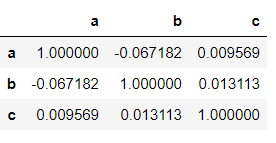 a b c
a 1.000000 -0.067182 0.009569
b -0.067182 1.000000 0.013113
c 0.009569 0.013113 1.000000